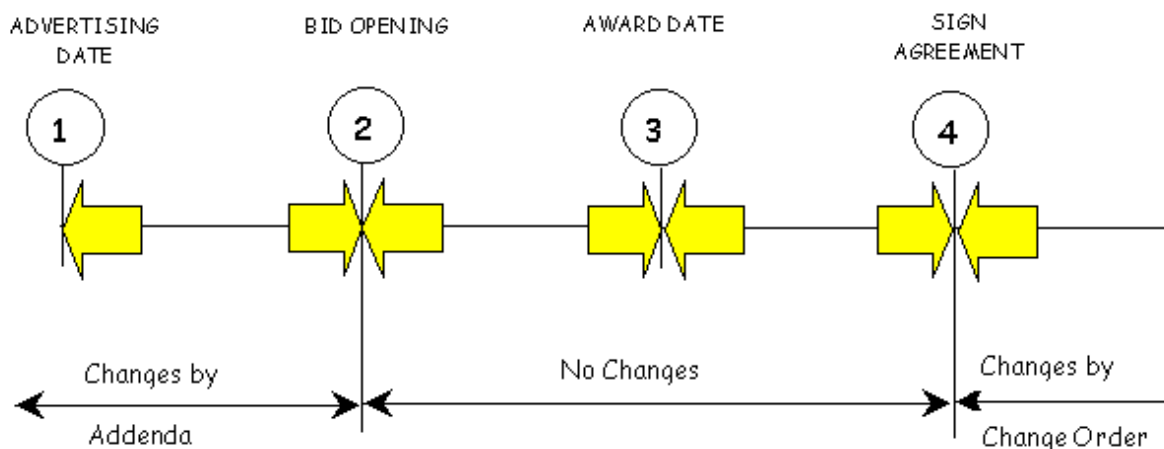 ADVERTISING
DATE
BID OPENING
AWARD DATE
SIGN
AGREEMENT
1
2
3
4
Changes by
Addenda
No Changes
Changes by
Change Order